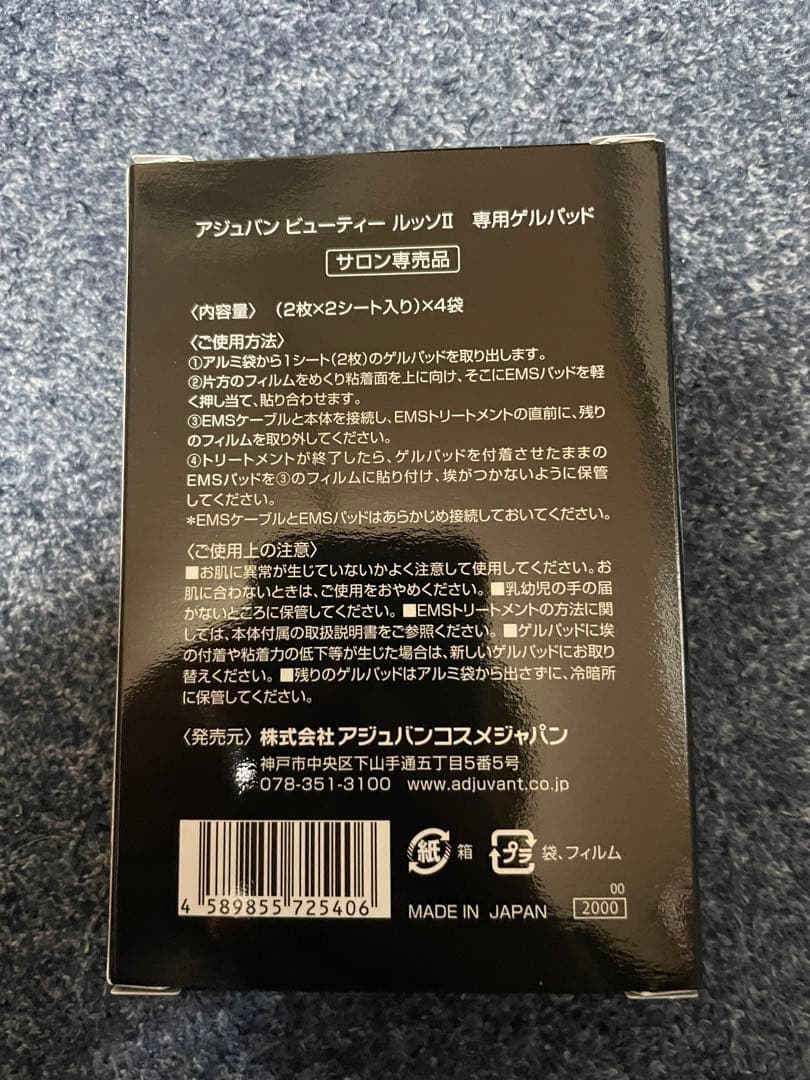 アジュバン ビューティー ルッソⅡ 専用ゲルパッド
サロン専売品
〈内容量〉 (2枚×2シート入り)×4袋
〈ご使用方法〉
①アルミ袋から1シート(2枚)のゲルパッドを取り出します。
②片方のフィルムをめくり粘着面を上に向け、そこにEMSパッドを軽
く押し当て、貼り合わせます。
③EMSケーブルと本体を接続し、EMSトリートメントの直前に、残り
のフィルムを取り外してください。
④トリートメントが終了したら、ゲルパッドを付着させたままの
EMSパッドを③のフィルムに貼り付け、埃がつかないように保管
してください。
*EMSケーブルとEMSパッドはあらかじめ接続しておいてください。
〈ご使用上の注意〉
■お肌に異常が生じていないかよく注意して使用してください。お
肌に合わないときは、ご使用をおやめください。■乳幼児の手の届
かないところに保管してください。■EMSトリートメントの方法に関
しては、本体付属の取扱説明書をご参照ください。■ゲルパッドに埃
の付着や粘着力の低下等が生じた場合は、新しいゲルパッドにお取り
替えください。■残りのゲルパッドはアルミ袋から出さずに、冷暗所
に保管してください。
〈発売元〉 株式会社アジュバンコスメジャパン
神戸市中央区下山手通五丁目5番5号
078-351-3100 www.adjuvant.co.jp
紙 箱 プラ 袋、フィルム
4 589855 725406
MADE IN JAPAN
00
2000